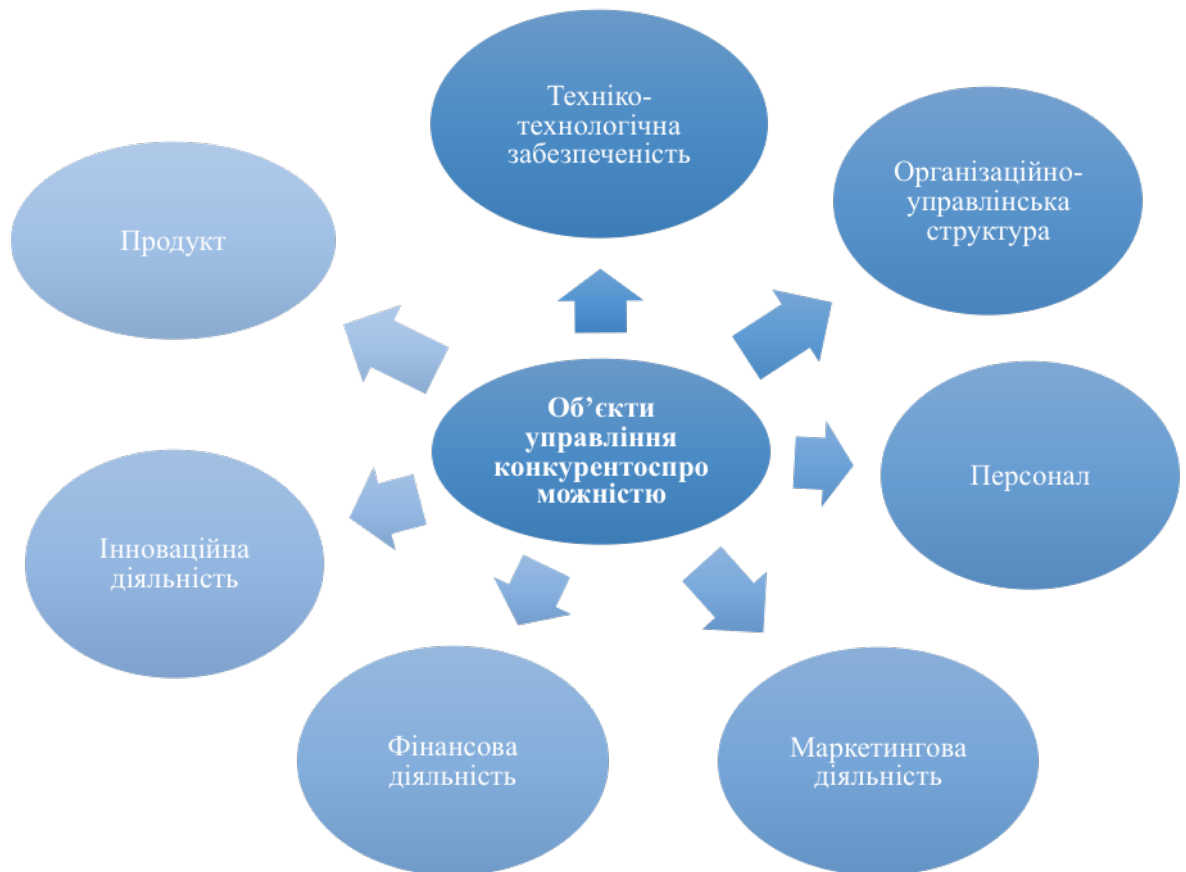 Техніко-
технологічна
забезпеченість
Організаційно-
управлінська
структура
Продукт
Об’єкти
управління
конкурентоспро
можністю
Персонал
Інноваційна
діяльність
Фінансова
діяльність
Маркетингова
діяльність